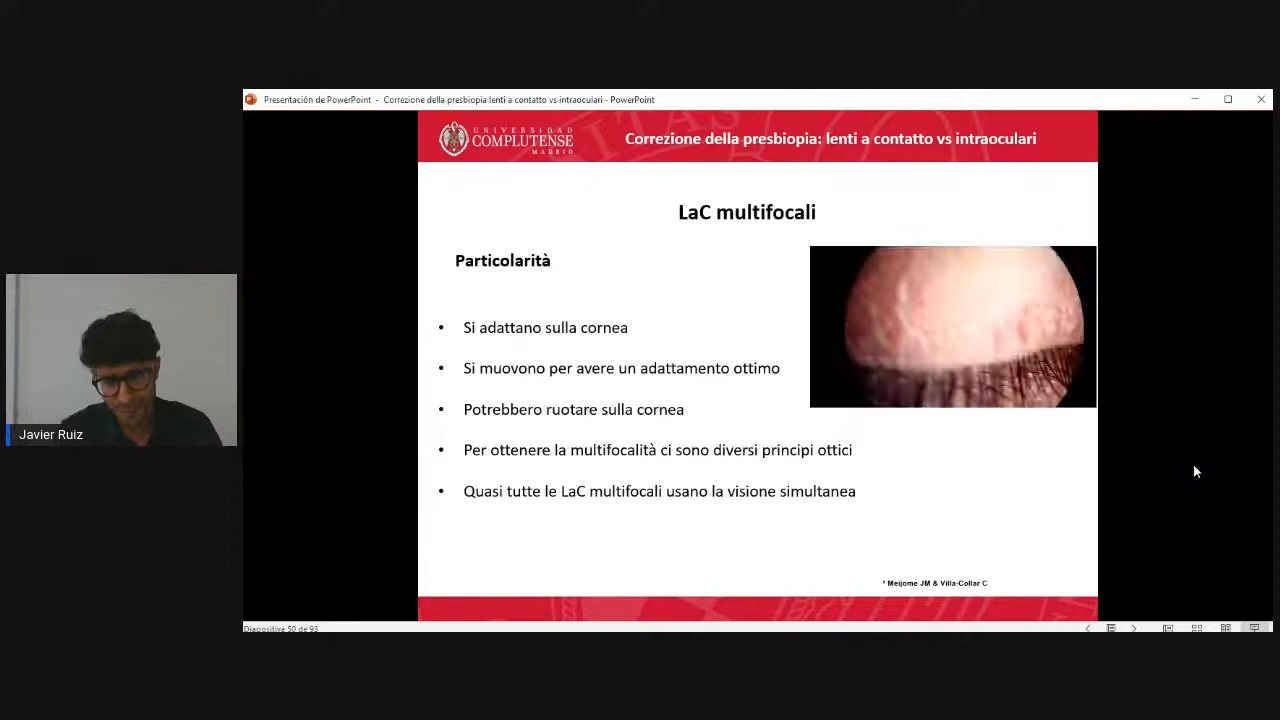 Presentación de PowerPoint - Correzione della presbiopia lenti a contatto vs intraoculari - PowerPoint
UNIVERSIDAD
COMPLUTENSE
MADRID
Correzione della presbiopia: lenti a contatto vs intraoculari
LaC multifocali
Particolarità
• Si adattano sulla cornea
• Si muovono per avere un adattamento ottimo
• Potrebbero ruotare sulla cornea
• Per ottenere la multifocalità ci sono diversi principi ottici
• Quasi tutte le LaC multifocali usano la visione simultanea
* Meijome JM & Villa-Collar C
Javier Ruiz
Diapositiva 50 de 93